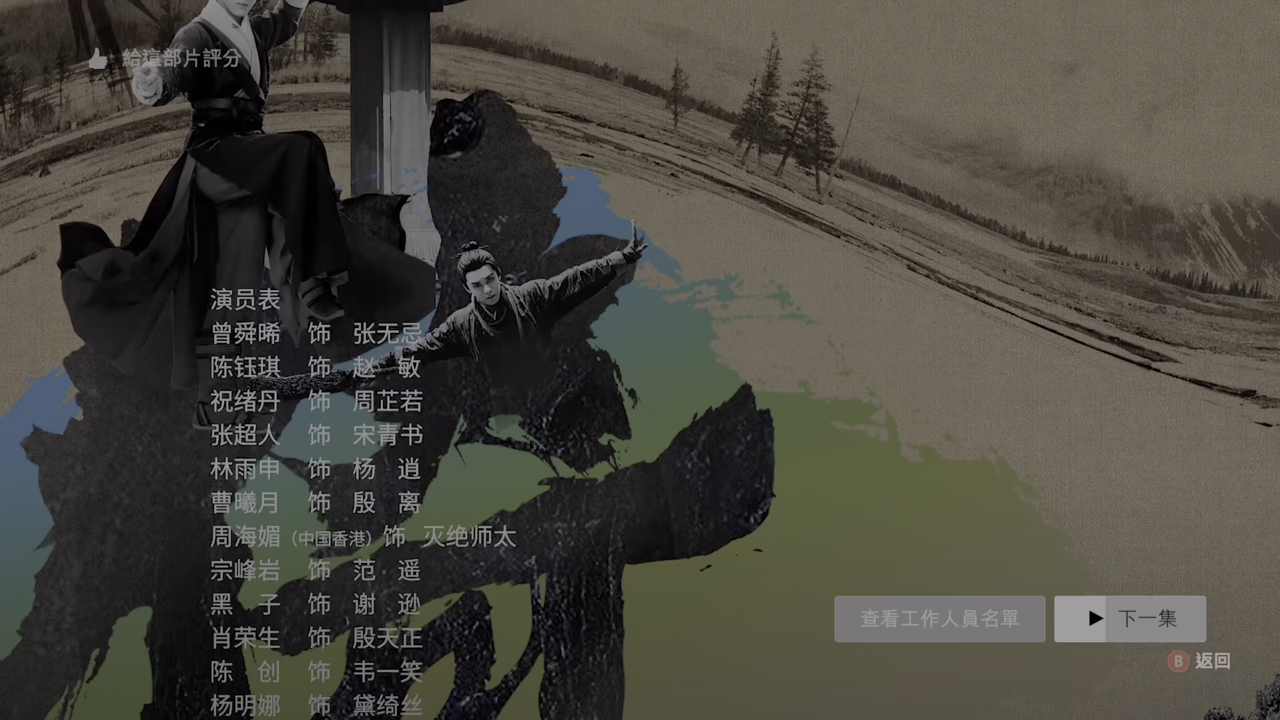 給這部片評分
演员表
曾舜晞 饰 张无忌
陈钰琪 饰 赵 敏
祝绪丹 饰 周芷若
张超人 饰 宋青书
林雨申 饰 杨 逍
曹曦月 饰 殷 离
周海媚（中国香港）饰 灭绝师太
宗峰岩 饰 范 遥
黑 子 饰 谢 逊
肖荣生 饰 殷天正
陈 创 饰 韦一笑
杨明娜 饰 黛绮丝
查看工作人員名單
下一集
B 返回